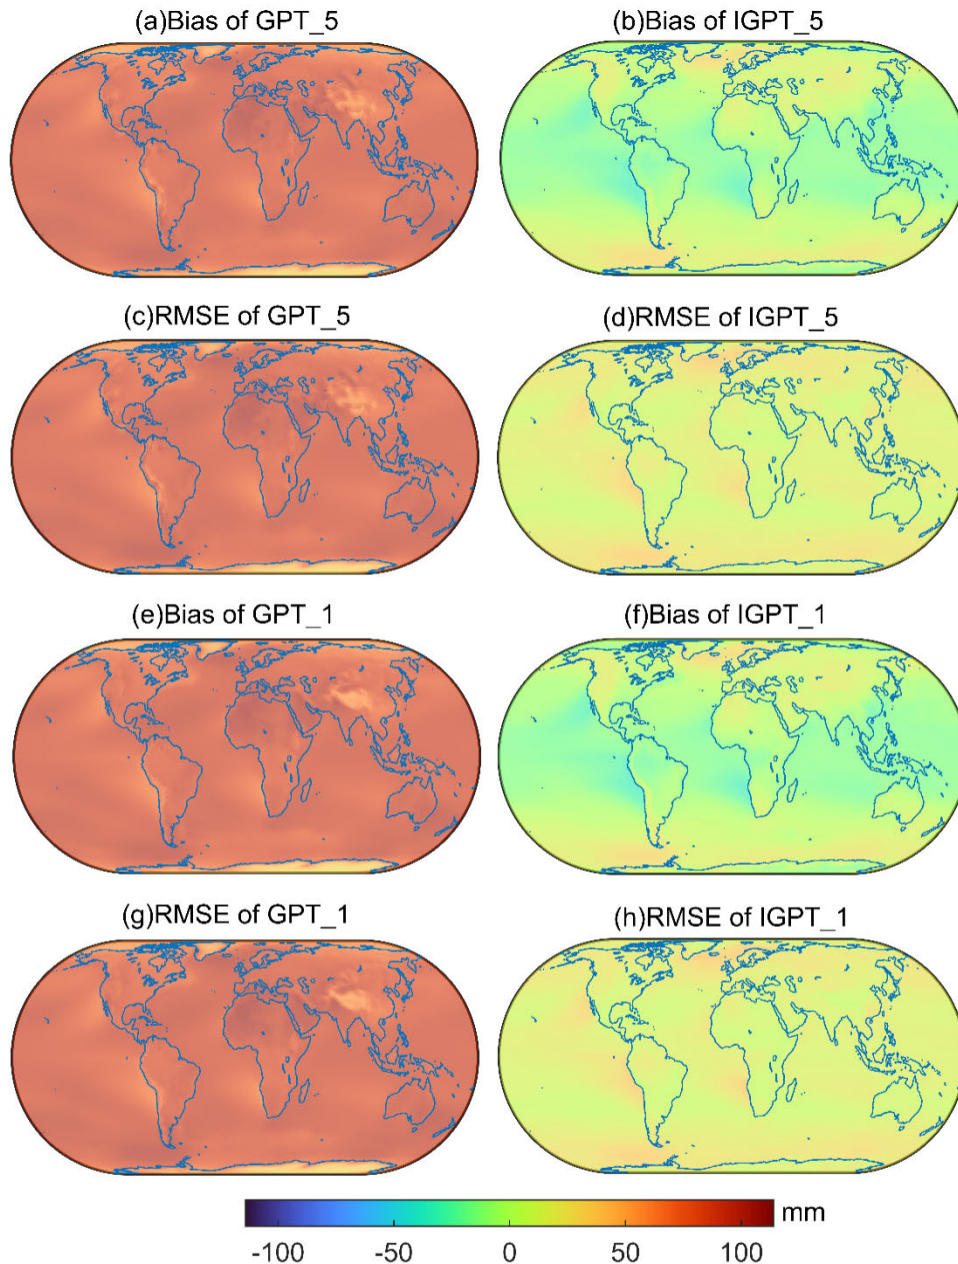 (a)Bias of GPT_5
(b)Bias of IGPT_5
(c)RMSE of GPT_5
(d)RMSE of IGPT_5
(e)Bias of GPT_1
(f)Bias of IGPT_1
(g)RMSE of GPT_1
(h)RMSE of IGPT_1
mm
-100 -50 0 50 100